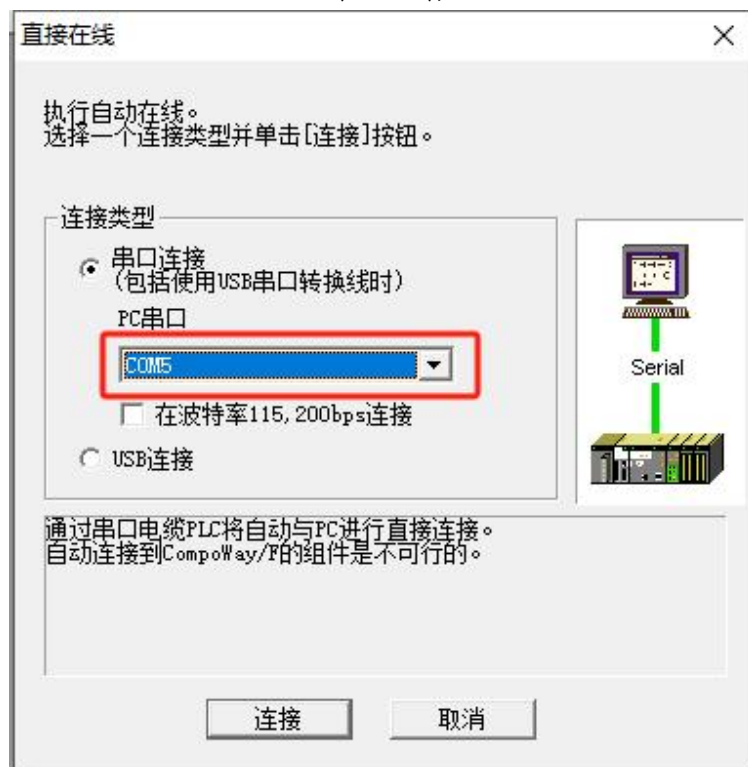 直接在线
执行自动在线。
选择一个连接类型并单击[连接]按钮。
连接类型
串口连接
(包括使用USB串口转换线时)
PC串口
COM5
在波特率115,200bps连接
USB连接
Serial
通过串口电缆PLC将自动与PC进行直接连接。
自动连接到CompoWay/F的组件是不可行的。
连接
取消